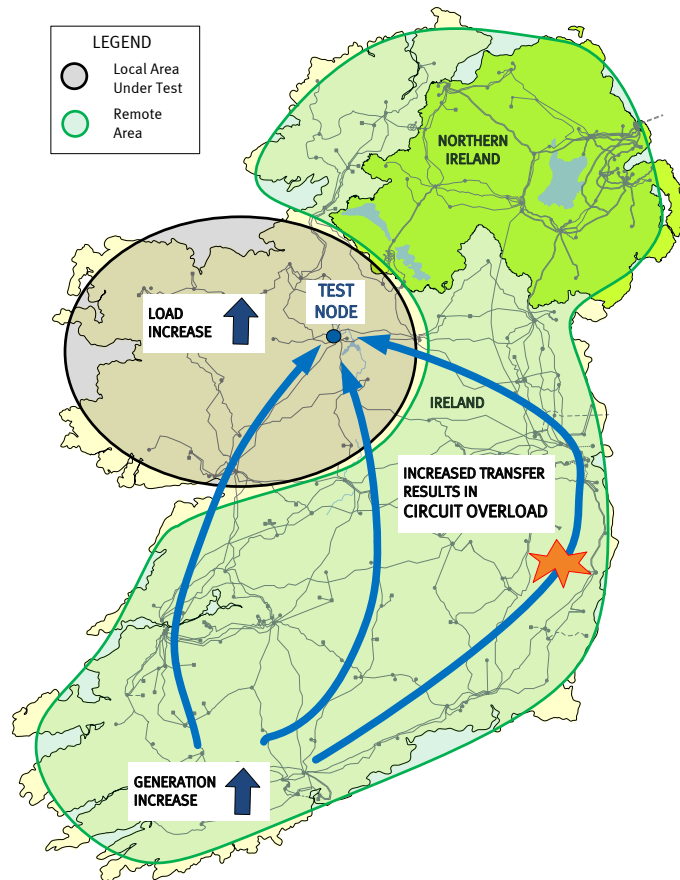 LEGEND
Local Area
Under Test
Remote
Area
NORTHERN
IRELAND
TEST
NODE
LOAD
INCREASE
IRELAND
INCREASED TRANSFER
RESULTS IN
CIRCUIT OVERLOAD
GENERATION
INCREASE